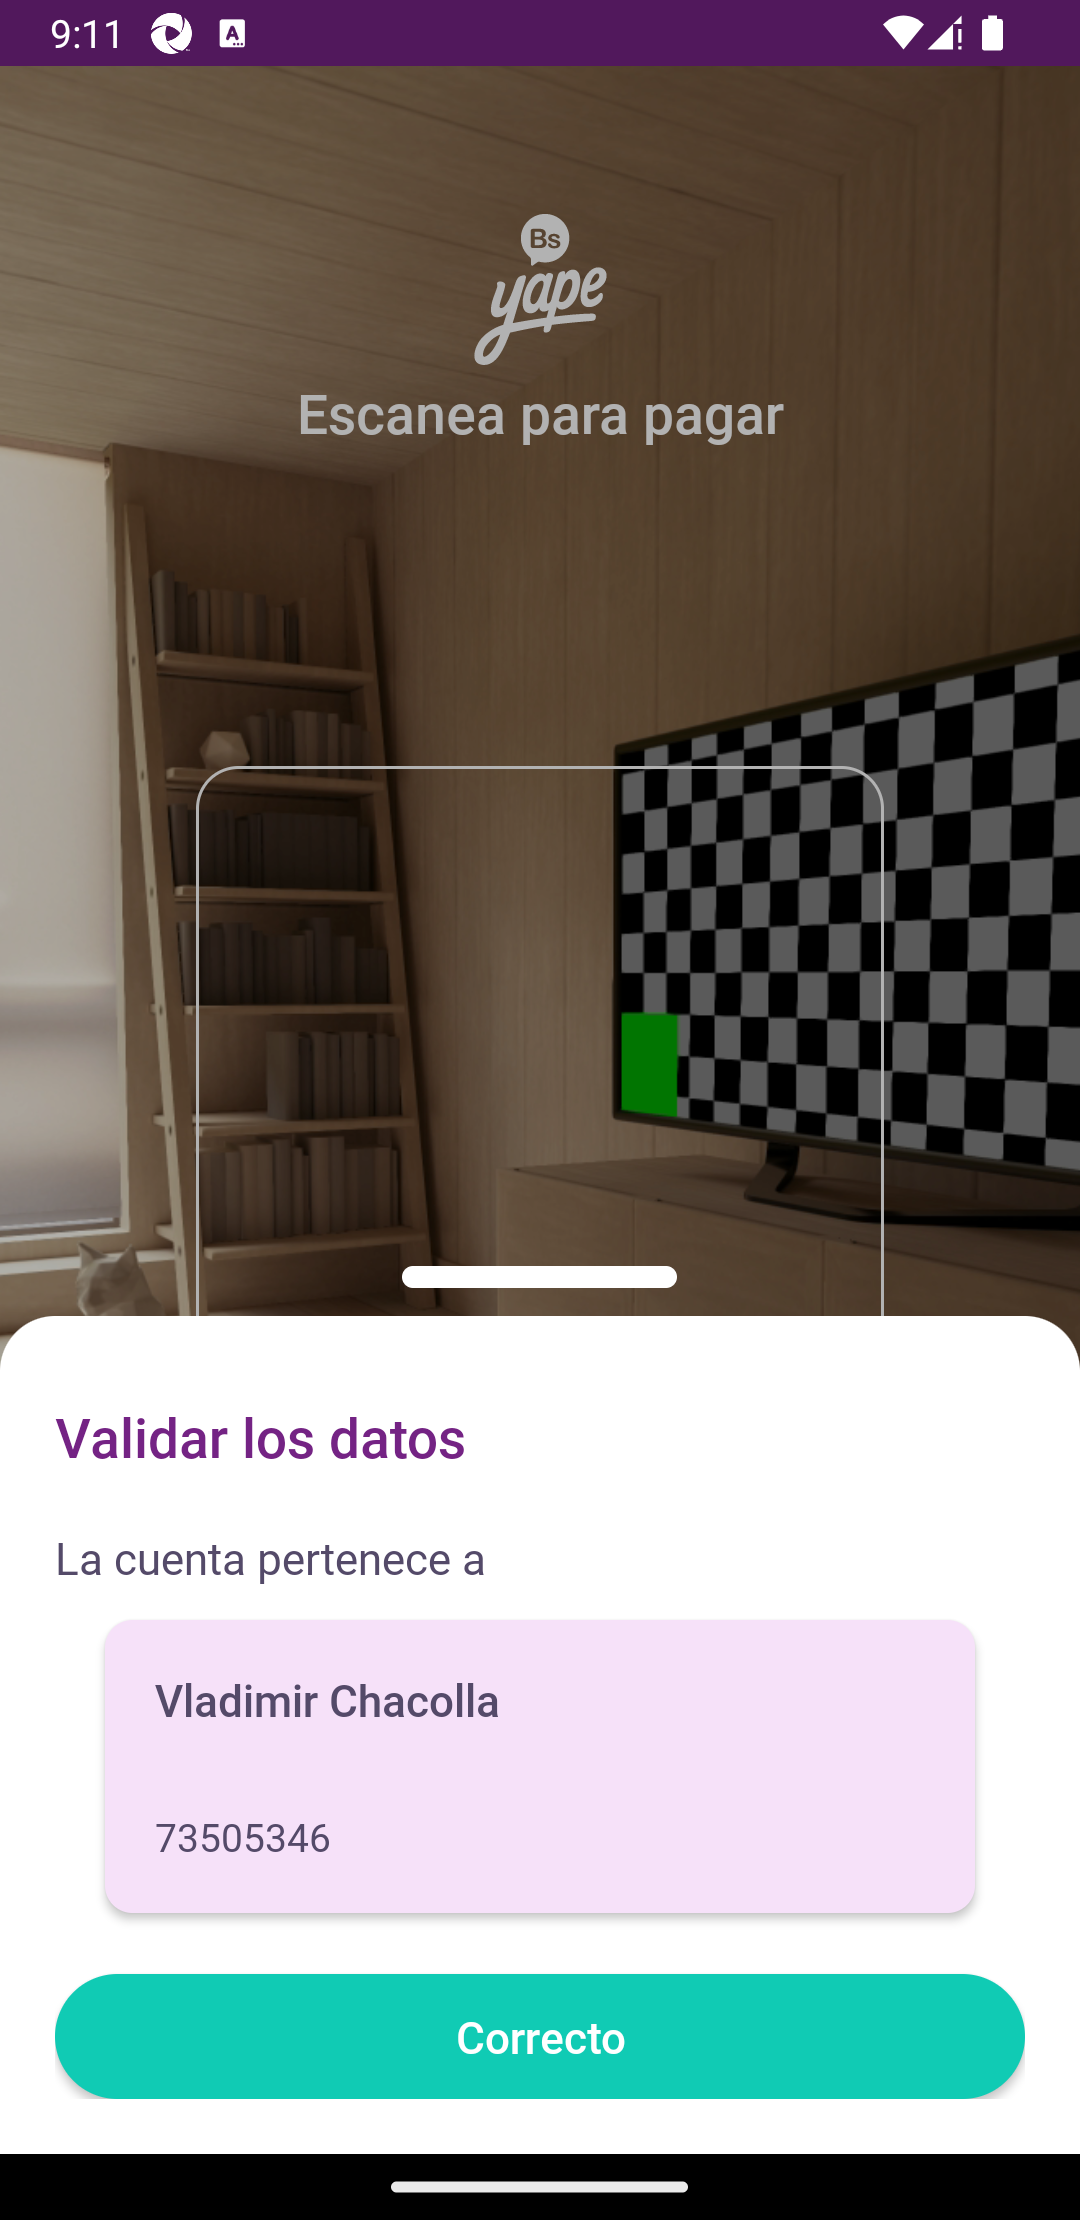 9:11
A
Bs
yape
Escanea para pagar
Validar los datos
La cuenta pertenece a
Vladimir Chacolla
73505346
Correcto